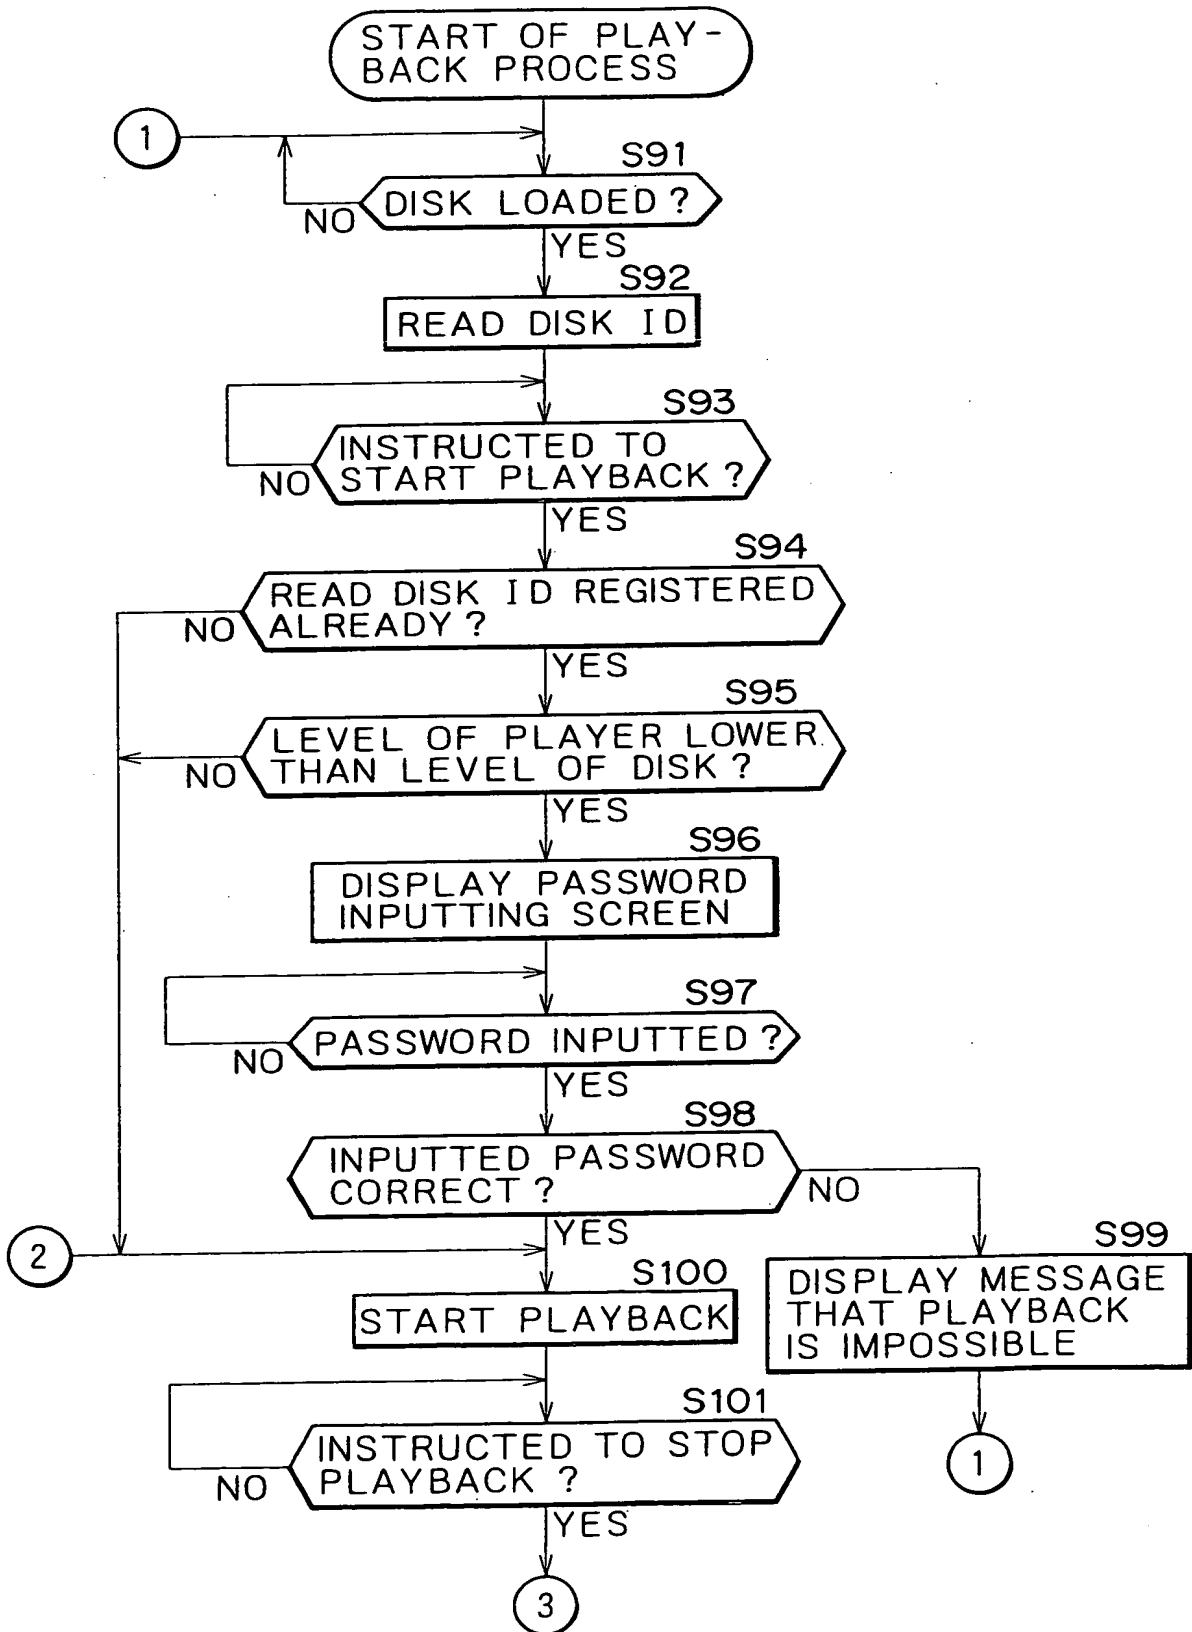 START OF PLAY-
BACK PROCESS
1
S91
DISK LOADED ?
NO
YES
S92
READ DISK ID
S93
INSTRUCTED TO
START PLAYBACK ?
NO
YES
S94
READ DISK ID REGISTERED
ALREADY ?
NO
YES
S95
LEVEL OF PLAYER LOWER
THAN LEVEL OF DISK ?
NO
YES
S96
DISPLAY PASSWORD
INPUTTING SCREEN
S97
PASSWORD INPUTTED ?
NO
YES
S98
INPUTTED PASSWORD
CORRECT ?
NO
YES
2
S99
DISPLAY MESSAGE
THAT PLAYBACK
IS IMPOSSIBLE
S100
START PLAYBACK
S101
INSTRUCTED TO STOP
PLAYBACK ?
NO
YES
1
3